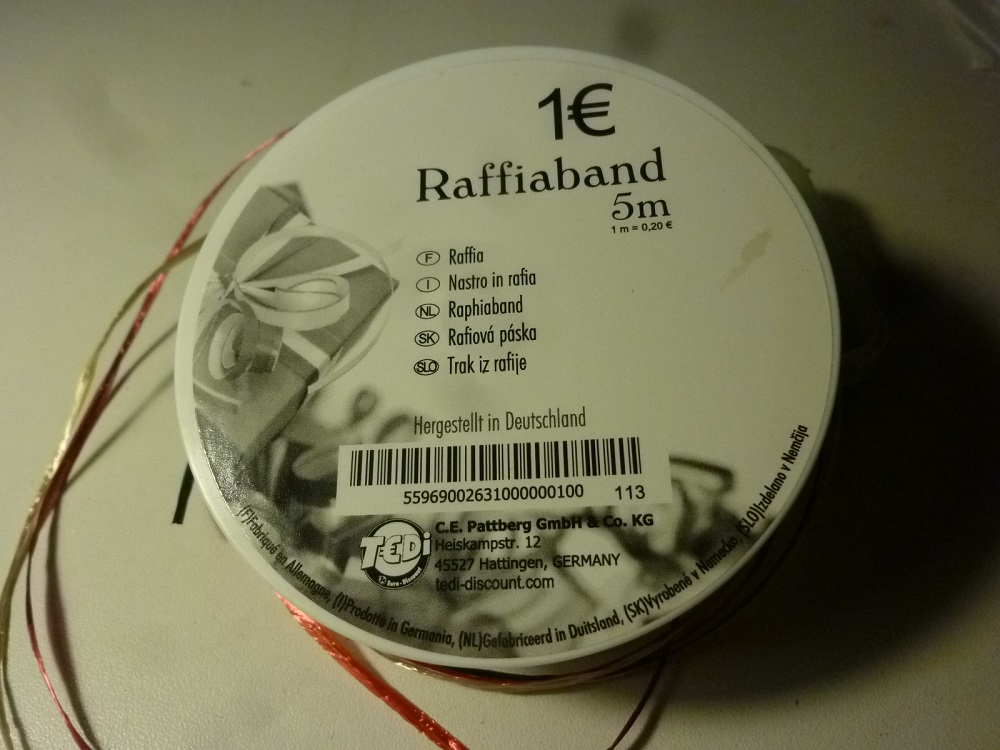 1€
Raffiaband
5m
1 m = 0,20 €
F Raffia
I Nastro in rafia
NL Raphiaband
SK Rafiová páska
SLO Trak iz rafije
Hergestellt in Deutschland
55969002631000000100 113
TEDi
C.E. Pattberg GmbH & Co. KG
Heiskampstr. 12
45527 Hattingen, GERMANY
tedi-discount.com
(F)Fabriqué en Allemagne, (I)Prodotto in Germania, (NL)Gefabriceerd in Duitsland, (SK)Vyrobené v Nemecko, (SLO)Izdelano v Nemčija